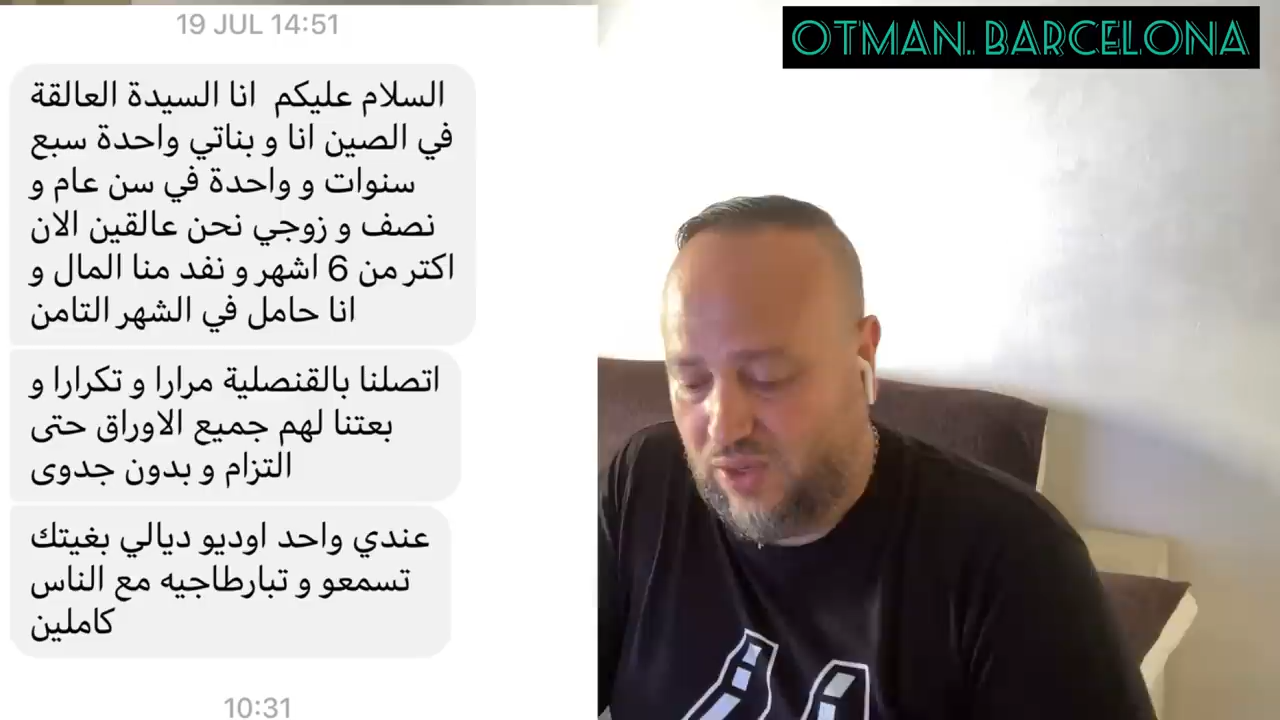 19 JUL 14:51
OTMAN. BARCELONA
السلام عليكم  انا السيدة العالقة
في الصين انا و بناتي واحدة سبع
سنوات و واحدة في سن عام و
نصف و زوجي نحن عالقين الان
اكتر من 6 اشهر و نفد منا المال و
انا حامل في الشهر التامن
اتصلنا بالقنصلية مرارا و تكرارا و
بعتنا لهم جميع الاوراق حتى
التزام و بدون جدوى
عندي واحد اوديو ديالي بغيتك
تسمعو و تبارطاجيه مع الناس
كاملين
10:31